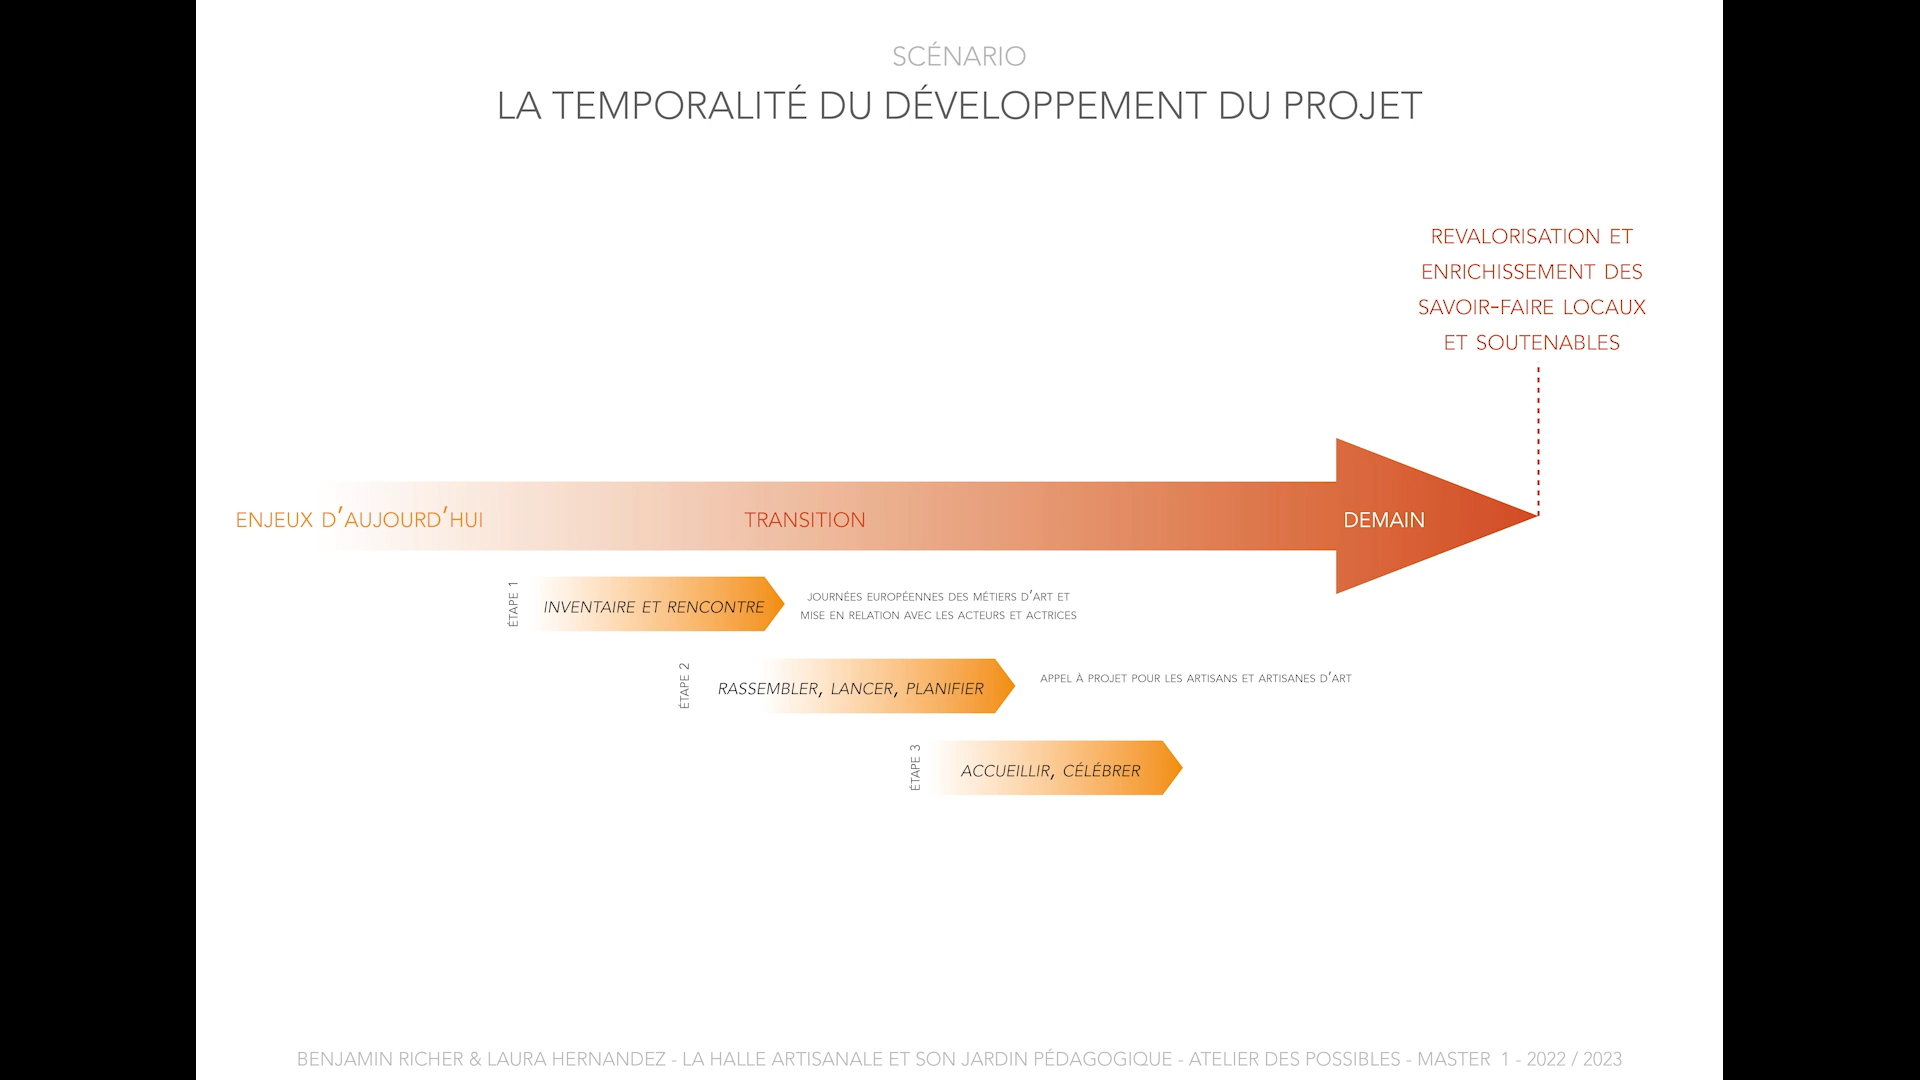 SCÉNARIO
LA TEMPORALITÉ DU DÉVELOPPEMENT DU PROJET
REVALORISATION ET
ENRICHISSEMENT DES
SAVOIR-FAIRE LOCAUX
ET SOUTENABLES
ENJEUX D'AUJOURD'HUI
TRANSITION
DEMAIN
ÉTAPE 1
INVENTAIRE ET RENCONTRE
JOURNÉES EUROPÉENNES DES MÉTIERS D'ART ET
MISE EN RELATION AVEC LES ACTEURS ET ACTRICES
ÉTAPE 2
RASSEMBLER, LANCER, PLANIFIER
APPEL À PROJET POUR LES ARTISANS ET ARTISANES D'ART
ÉTAPE 3
ACCUEILLIR, CÉLÉBRER
BENJAMIN RICHER & LAURA HERNANDEZ - LA HALLE ARTISANALE ET SON JARDIN PÉDAGOGIQUE - ATELIER DES POSSIBLES - MASTER 1 - 2022 / 2023